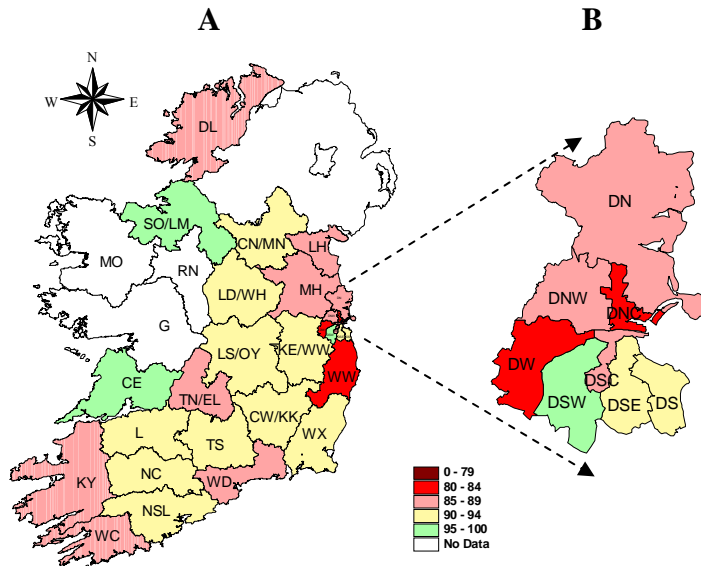 A
B
N
W E
S
DL
SO/LM
CN/MN
LH
MO
RN
MH
LD/WH
G
LS/OY
KE/WW
WW
CE
TN/EL
CW/KK
L
TS
WX
KY
NC
WD
NSL
WC
DN
DNW
DNC
DW
DSC
DSW
DSE
DS
0 - 79
80 - 84
85 - 89
90 - 94
95 - 100
No Data